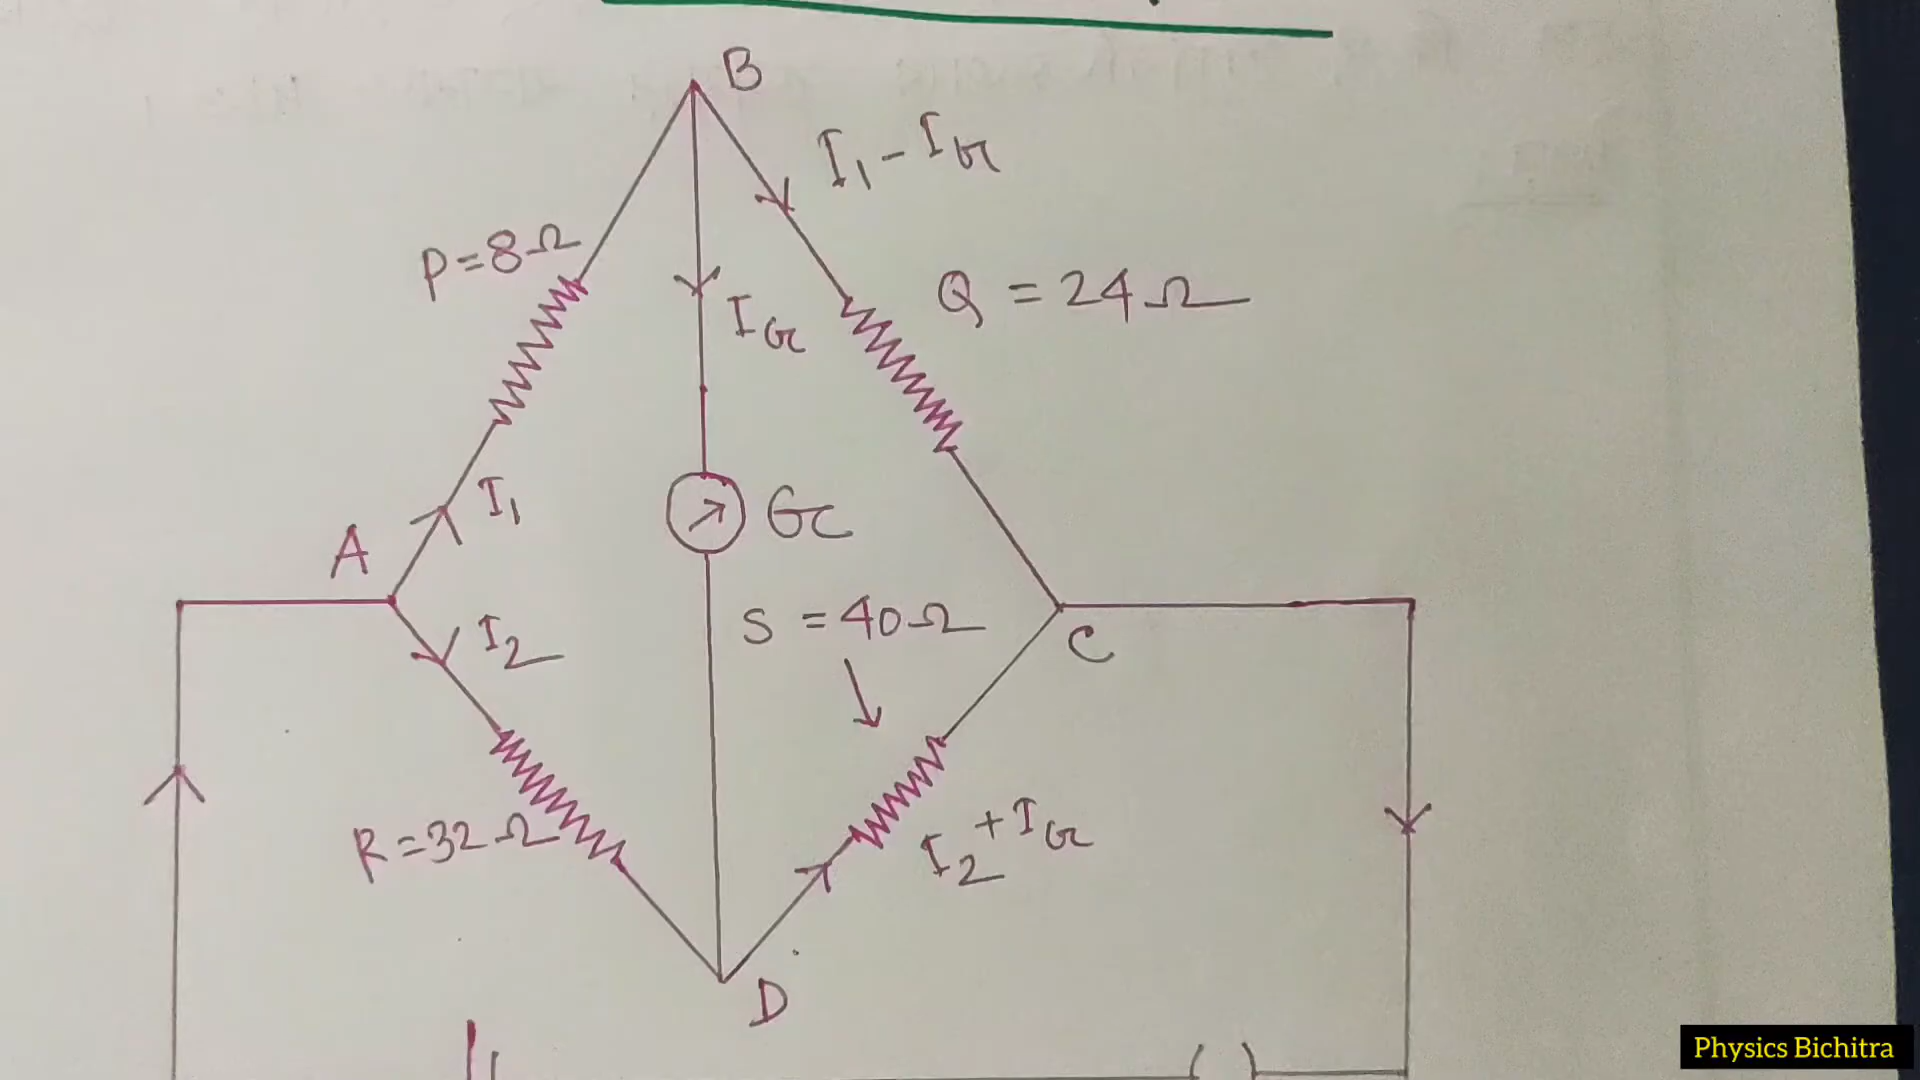 B
I₁ - I_G
P = 8Ω
Q = 24Ω
I_G
I₁
G
A
S = 40Ω
I₂
C
R = 32Ω
I₂ + I_G
D
Physics Bichitra